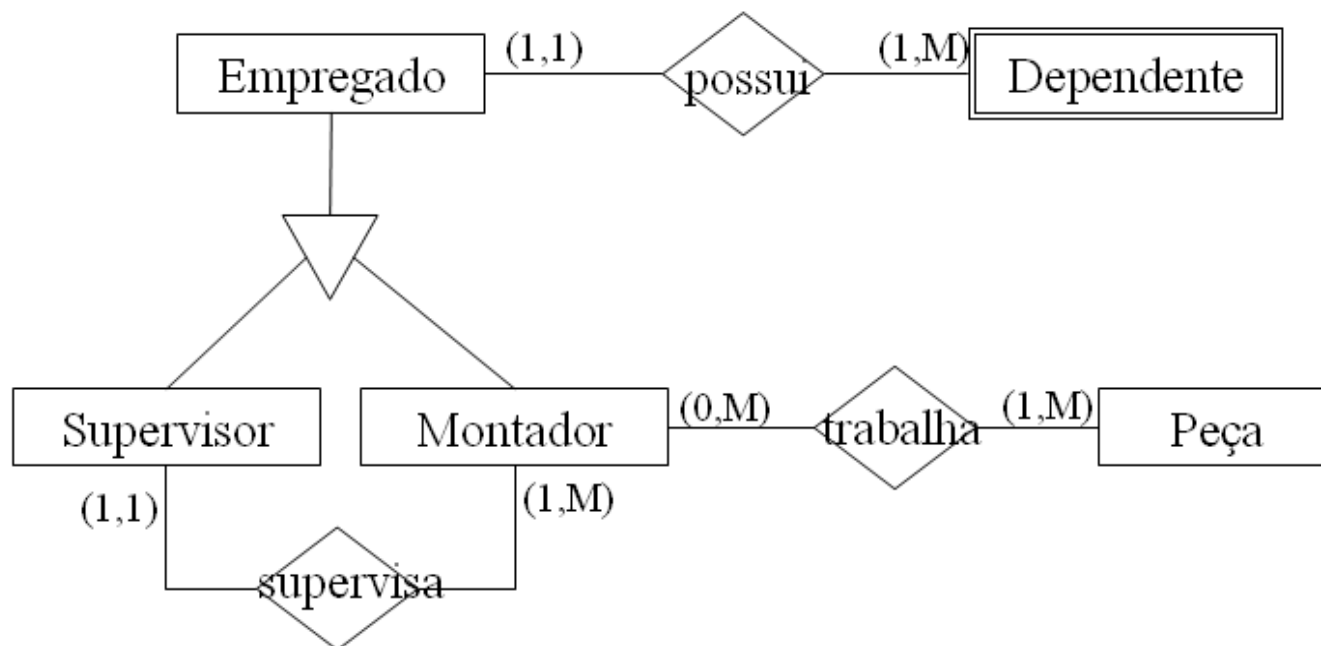 (1,1)
(1,M)
Empregado
possui
Dependente
Supervisor
Montador
(0,M)
trabalha
(1,M)
Peça
(1,1)
(1,M)
supervisa